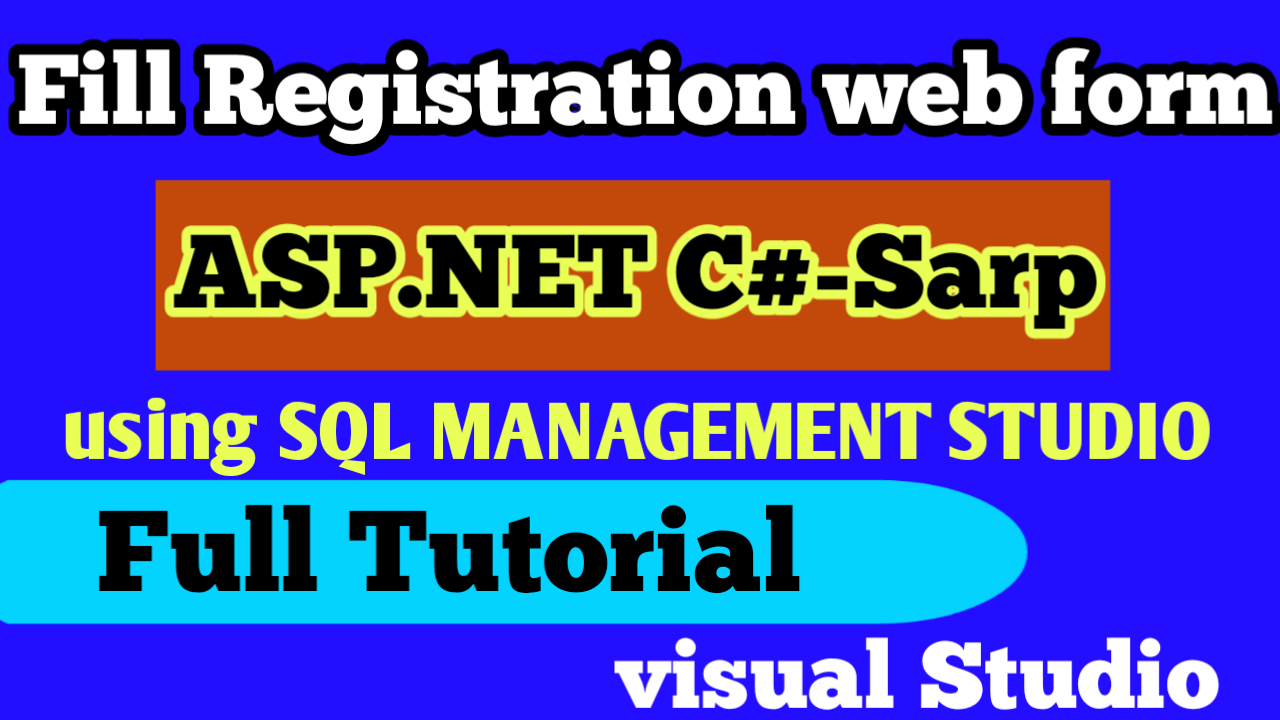 Fill Registration web form
ASP.NET C#-Sarp
using SQL MANAGEMENT STUDIO
Full Tutorial
visual Studio